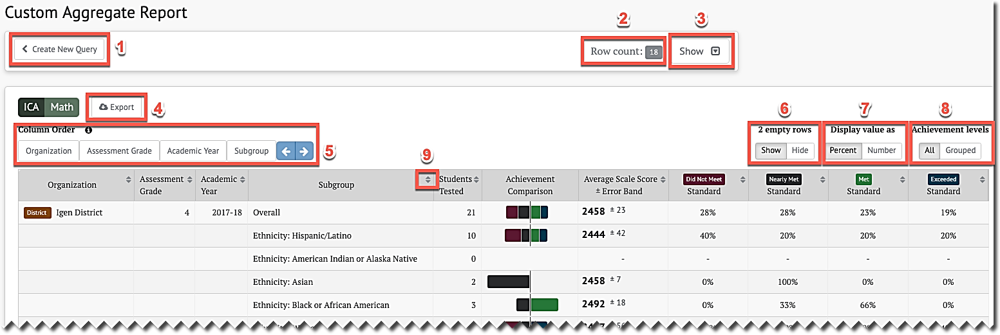 Custom Aggregate Report
Create New Query 1 Row count: 18 2 Show 3
ICA Math Export 4
Column Order
Organization Assessment Grade Academic Year Subgroup 5
6 7 8
2 empty rows Display value as Achievement levels
Show Hide Percent Number All Grouped
9
Organization Assessment Grade Academic Year Subgroup Students Tested Achievement Comparison Average Scale Score ± Error Band Did Not Meet Standard Nearly Met Standard Met Standard Exceeded Standard
District Igen District 4 2017-18 Overall 21 2458 ± 23 28% 28% 23% 19%
Ethnicity: Hispanic/Latino 10 2444 ± 42 40% 20% 20% 20%
Ethnicity: American Indian or Alaska Native 0 - - - - -
Ethnicity: Asian 2 2458 ± 7 0% 100% 0% 0%
Ethnicity: Black or African American 3 2492 ± 18 0% 33% 66% 0%